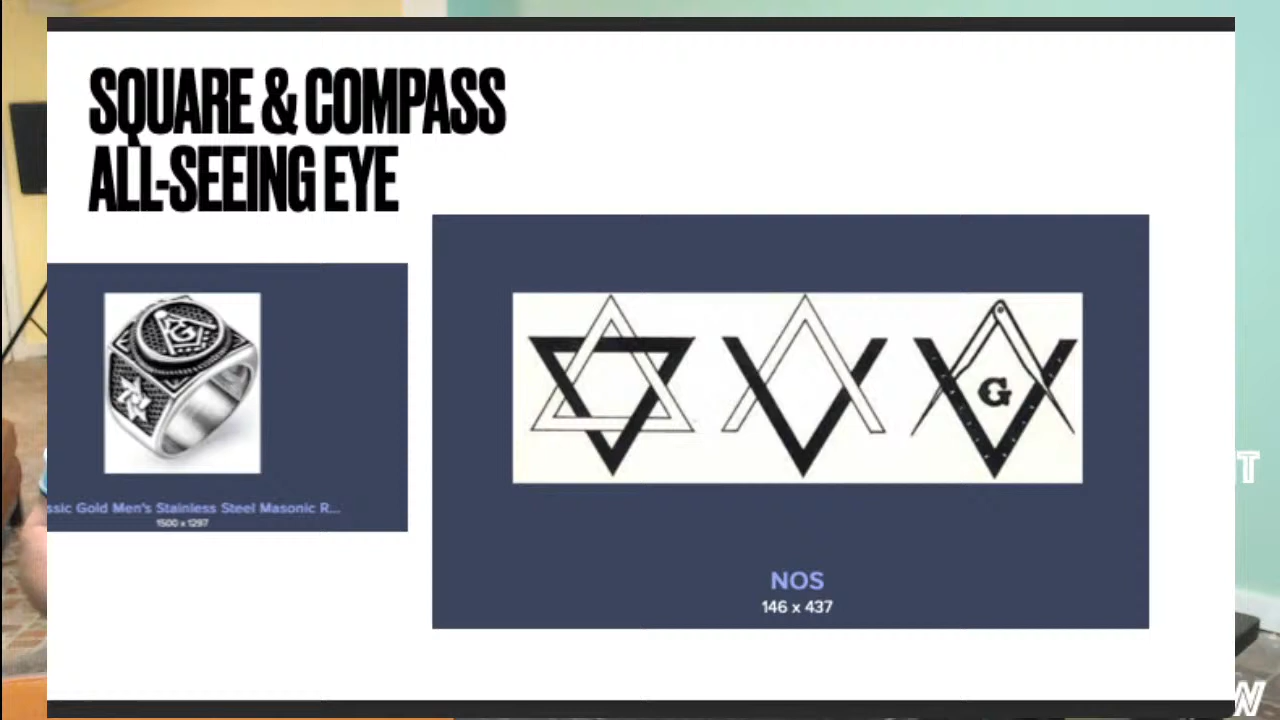 SQUARE & COMPASS
ALL-SEEING EYE
G
G
ssic Gold Men's Stainless Steel Masonic R...
1500 x 1297
NOS
146 x 437
T
W